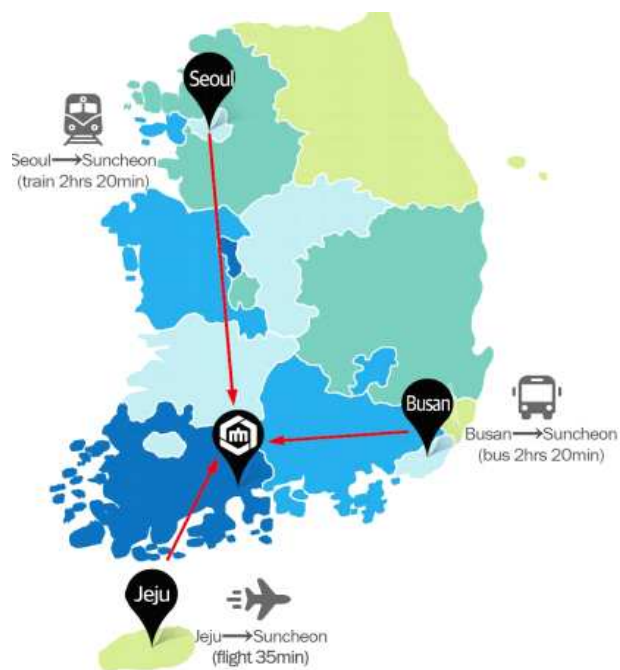 Seoul
Seoul→Suncheon
(train 2hrs 20min)
Busan
Busan→Suncheon
(bus 2hrs 20min)
Jeju
Jeju→Suncheon
(flight 35min)